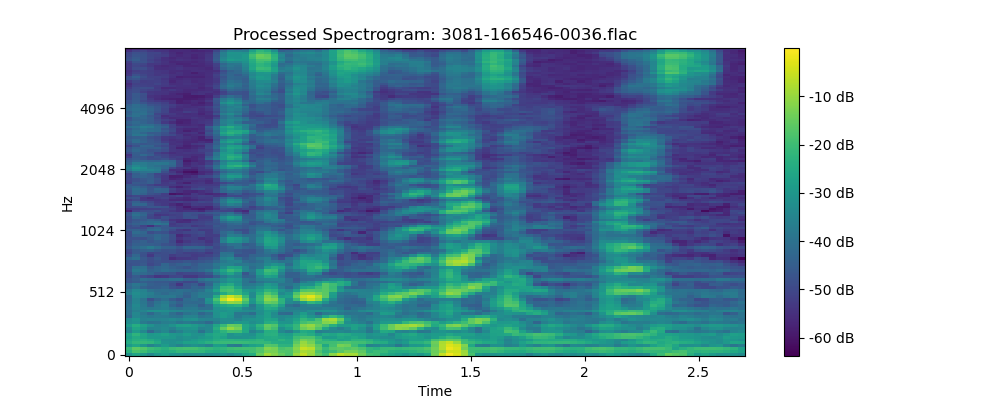 Processed Spectrogram: 3081-166546-0036.flac
Hz
4096
2048
1024
512
0
0
0.5
1
1.5
2
2.5
Time
-10 dB
-20 dB
-30 dB
-40 dB
-50 dB
-60 dB